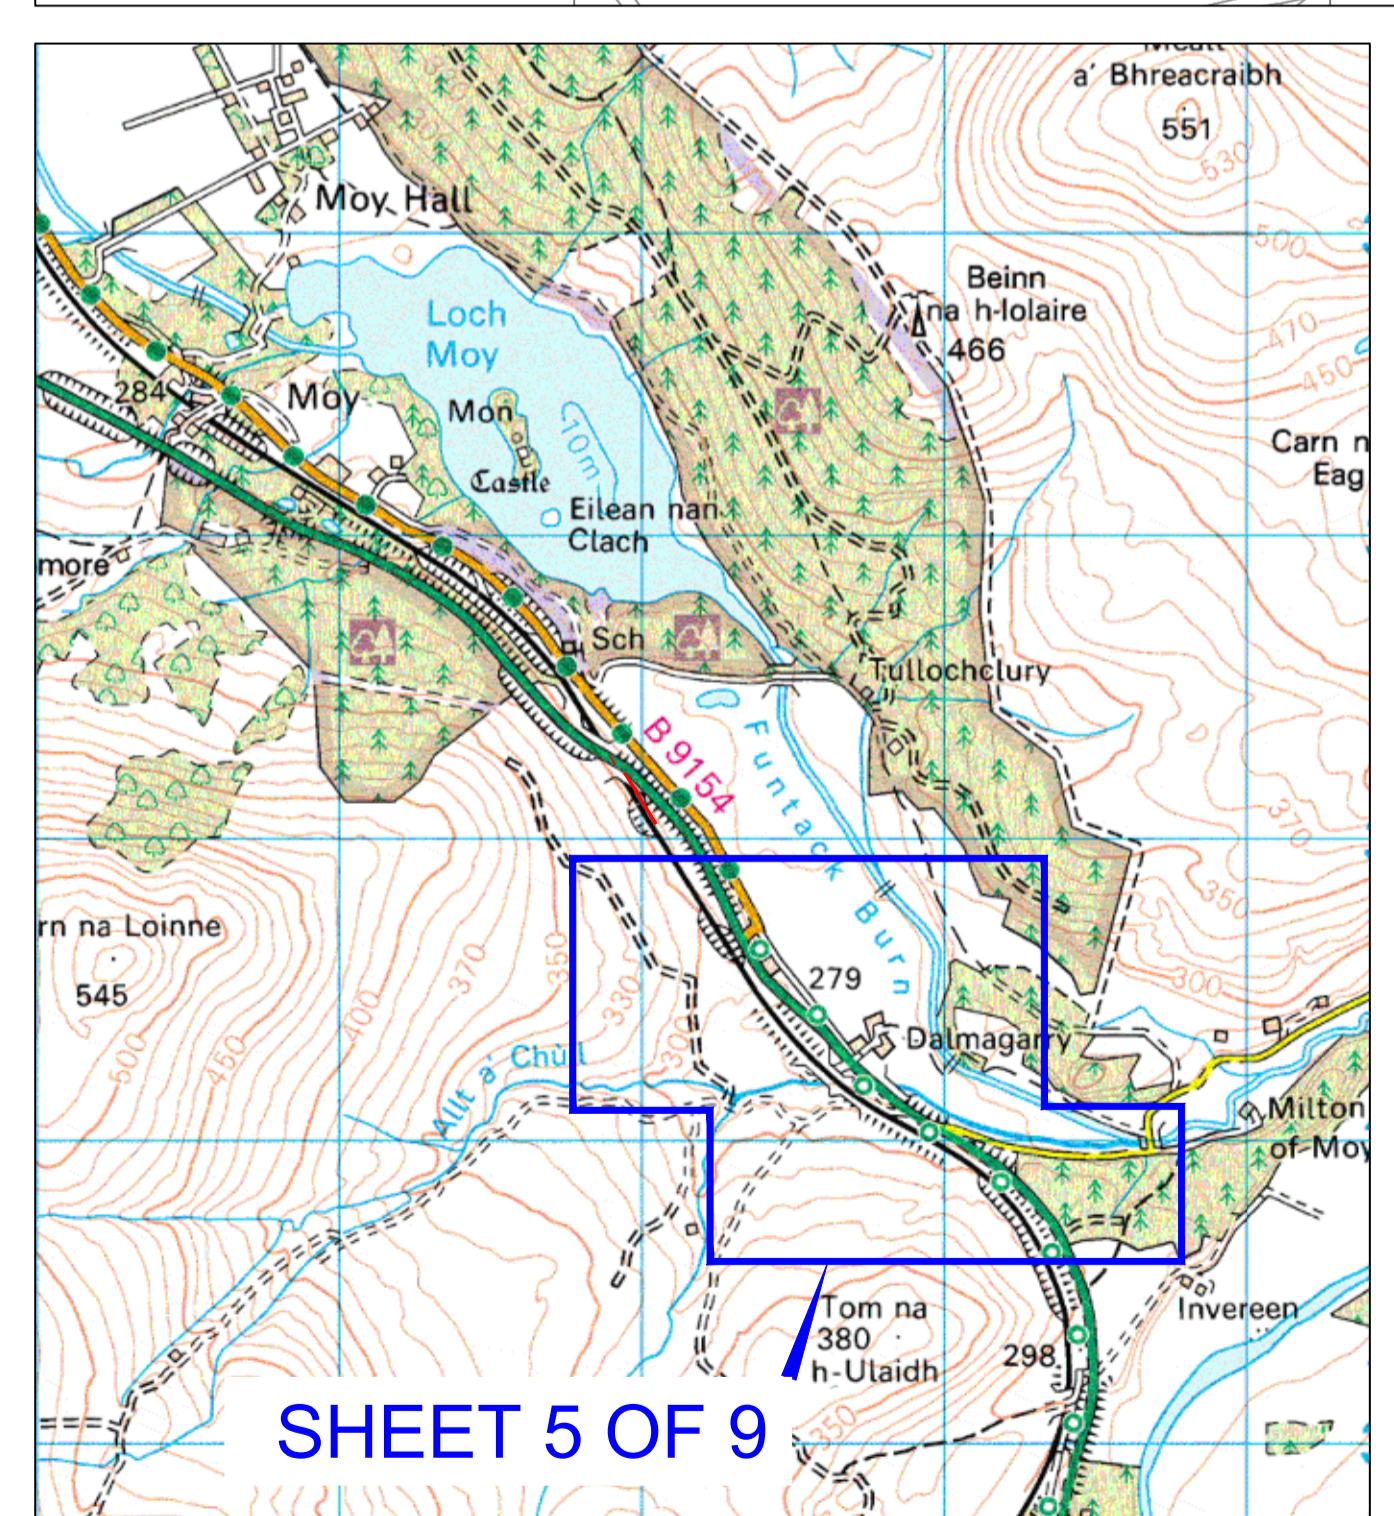 Meall
a' Bhreacraibh
551
530
500
Moy Hall
Beinn
na h-Iolaire
466
470
450
Loch
Moy
284
Moy
Mon
10m
Castle
Eilean nan
Clach
Carn n
Eag
more
Sch
Tullochclury
B 9154
Funtack Burn
370
350
300
rn na Loinne
545
500
450
400
370
350
330
300
279
Dalmagarry
Allt a' Chùil
Milton
of Moy
Tom na
380
h-Ulaidh
298
Invereen
350
SHEET 5 OF 9